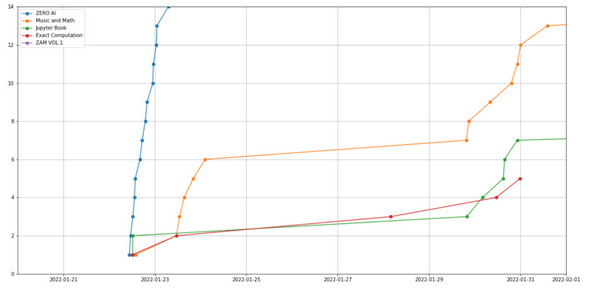 14
ZERO AI
Music and Math
Jupyter Book
Exact Computation
ZAM VOL.1
12
10
8
6
4
2
0
2022-01-21 2022-01-23 2022-01-25 2022-01-27 2022-01-29 2022-01-31 2022-02-01